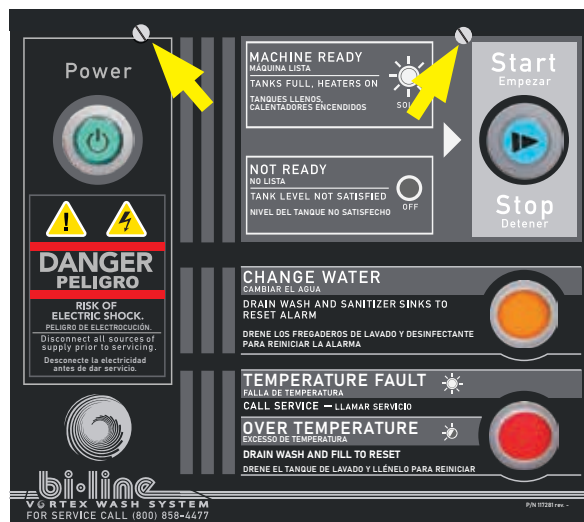 Power
DANGER
PELIGRO
RISK OF
ELECTRIC SHOCK.
PELIGRO DE ELECTROCUCIÓN.
Disconnect all sources of
supply prior to servicing.
Desconecte la electricidad
antes de dar servicio.
bi-line
VORTEX WASH SYSTEM
FOR SERVICE CALL (800) 858-4477
MACHINE READY
MÁQUINA LISTA
TANKS FULL, HEATERS ON
TANQUES LLENOS,
CALENTADORES ENCENDIDOS
NOT READY
NO LISTA
TANK LEVEL NOT SATISFIED
NIVEL DEL TANQUE NO SATISFECHO
OFF
Start
Empezar
Stop
Detener
CHANGE WATER
CAMBIAR EL AGUA
DRAIN WASH AND SANITIZER SINKS TO
RESET ALARM
DRENE LOS FREGADEROS DE LAVADO Y DESINFECTANTE
PARA REINICIAR LA ALARMA
TEMPERATURE FAULT
FALLA DE TEMPERATURA
CALL SERVICE — LLAMAR SERVICIO
OVER TEMPERATURE
EXCESSO DE TEMPERATURA
DRAIN WASH AND FILL TO RESET
DRENE EL TANQUE DE LAVADO Y LLÉNELO PARA REINICIAR
P/N 117281 rev. -